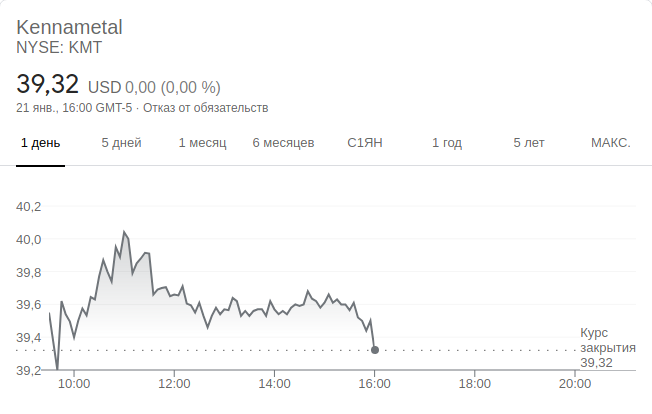 Kennametal
NYSE: KMT
39,32 USD 0,00 (0,00 %)
21 янв., 16:00 GMT-5 · Отказ от обязательств
1 день 5 дней 1 месяц 6 месяцев С1ЯН 1 год 5 лет МАКС.
40,2
40,0
39,8
39,6
39,4
39,2
Курс
закрытия
39,32
10:00 12:00 14:00 16:00 18:00 20:00